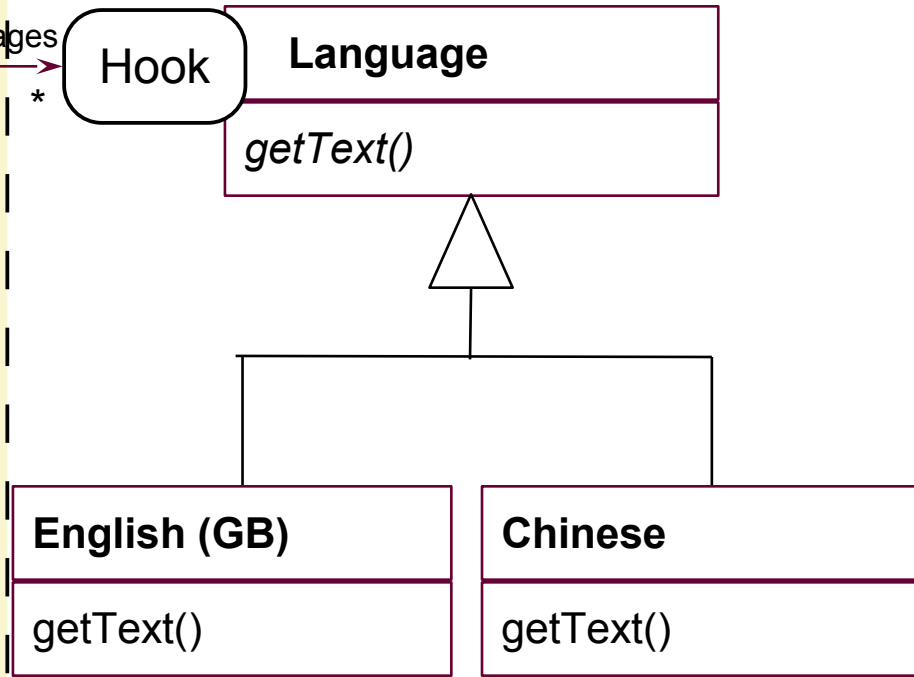 Hook
Language
*
getText()
English (GB)
Chinese
getText()
getText()